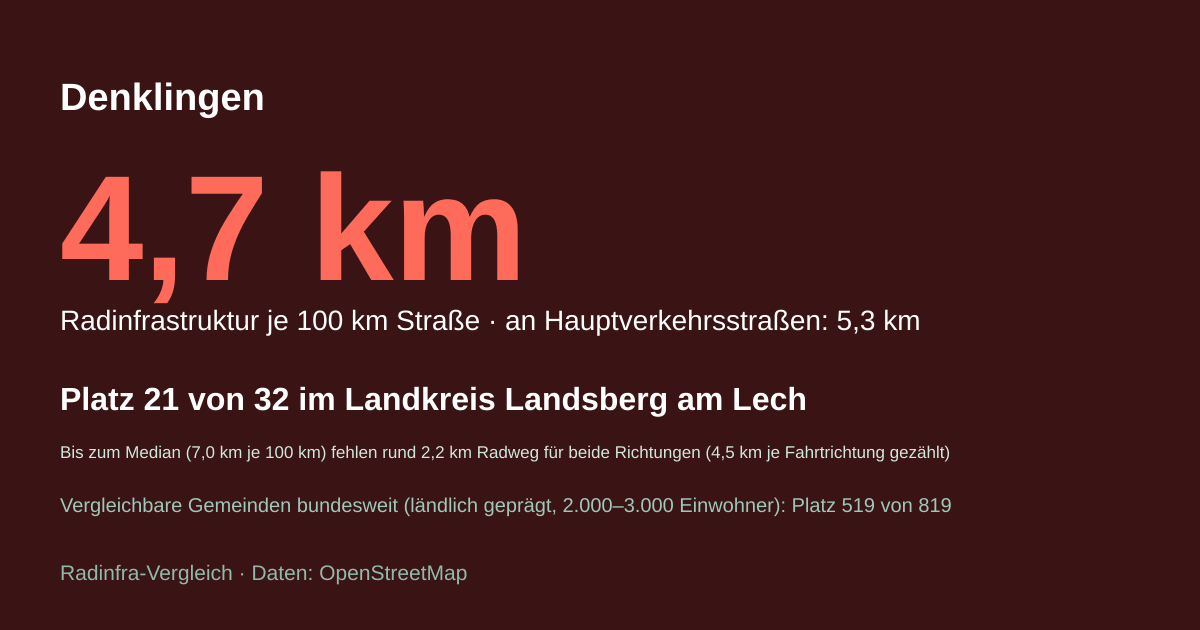 Denklingen
4,7 km
Radinfrastruktur je 100 km Straße · an Hauptverkehrsstraßen: 5,3 km
Platz 21 von 32 im Landkreis Landsberg am Lech
Bis zum Median (7,0 km je 100 km) fehlen rund 2,2 km Radweg für beide Richtungen (4,5 km je Fahrtrichtung gezählt)
Vergleichbare Gemeinden bundesweit (ländlich geprägt, 2.000–3.000 Einwohner): Platz 519 von 819
Radinfra-Vergleich · Daten: OpenStreetMap